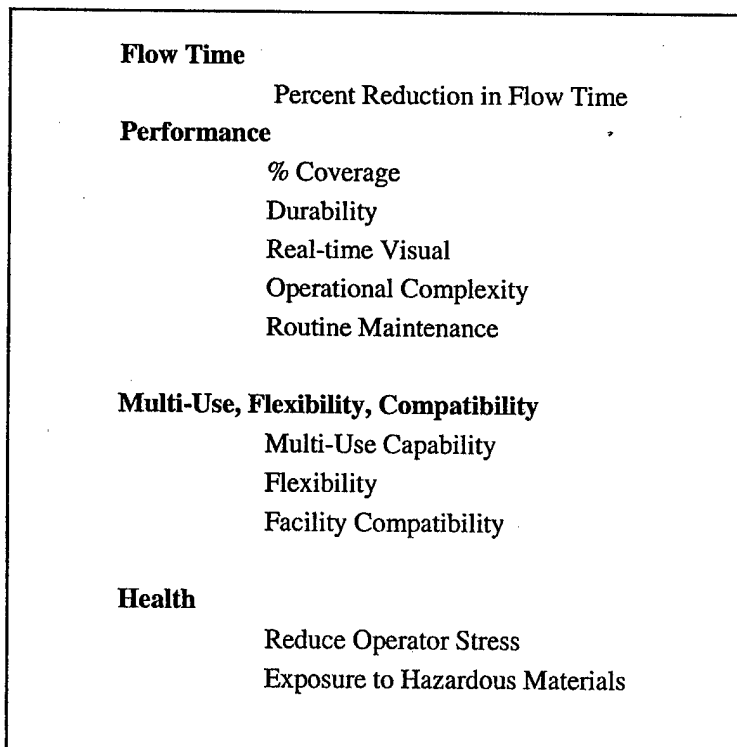 Flow Time
Percent Reduction in Flow Time
Performance
% Coverage
Durability
Real-time Visual
Operational Complexity
Routine Maintenance
Multi-Use, Flexibility, Compatibility
Multi-Use Capability
Flexibility
Facility Compatibility
Health
Reduce Operator Stress
Exposure to Hazardous Materials